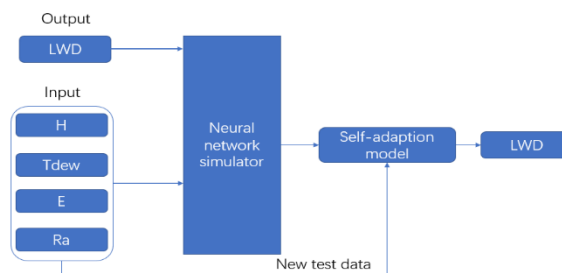 Output
LWD
Input
H
Tdew
E
Ra
Neural
network
simulator
Self-adaption
model
LWD
New test data